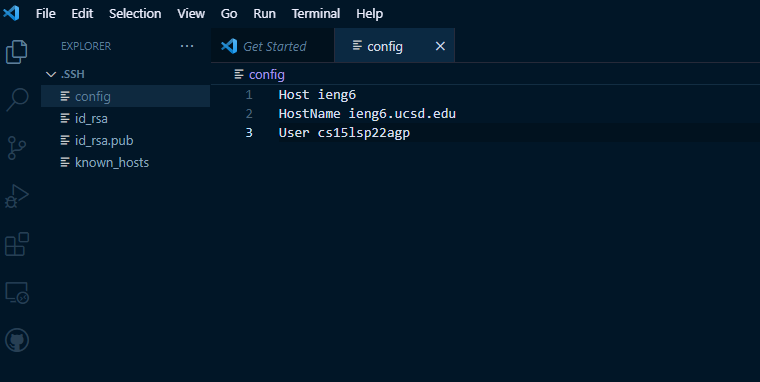 File Edit Selection View Go Run Terminal Help
EXPLORER ···
Get Started
config
.SSH
config
id_rsa
id_rsa.pub
known_hosts
config
1 Host ieng6
2 HostName ieng6.ucsd.edu
3 User cs15lsp22agp